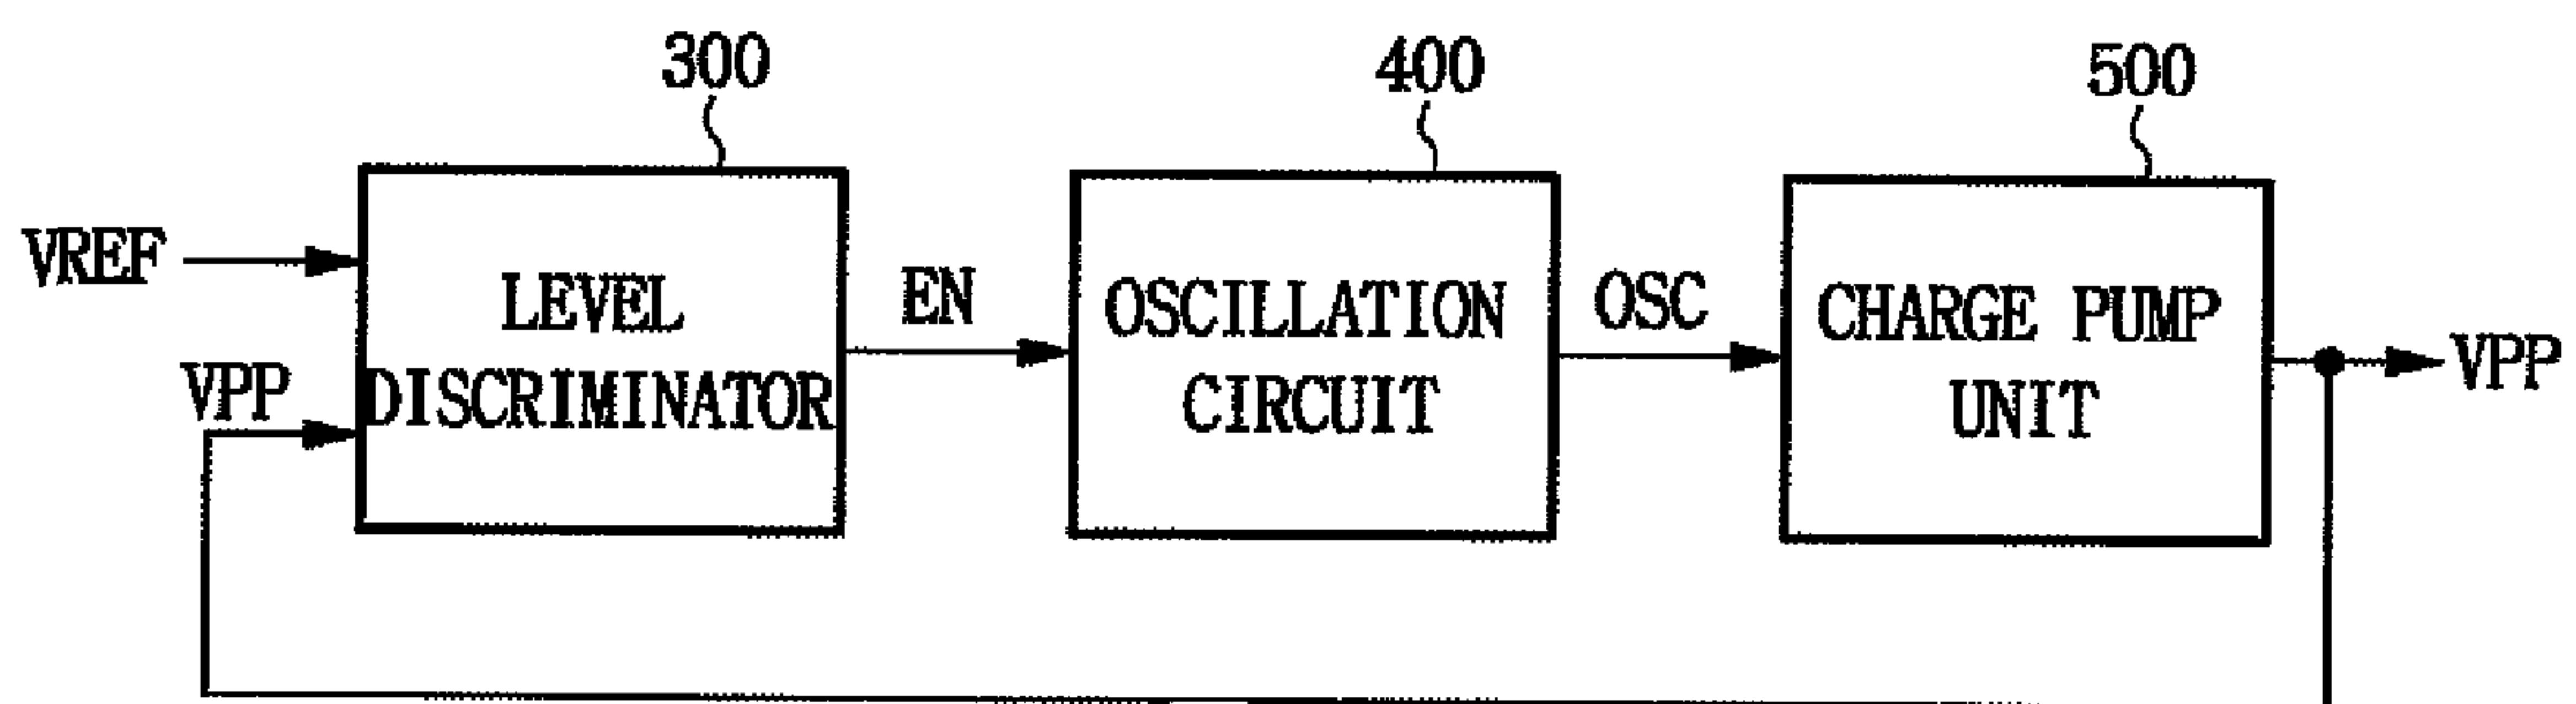 300
400
500
VREF
VPP
LEVEL
DISCRIMINATOR
EN
OSCILLATION
CIRCUIT
OSC
CHARGE PUMP
UNIT
VPP